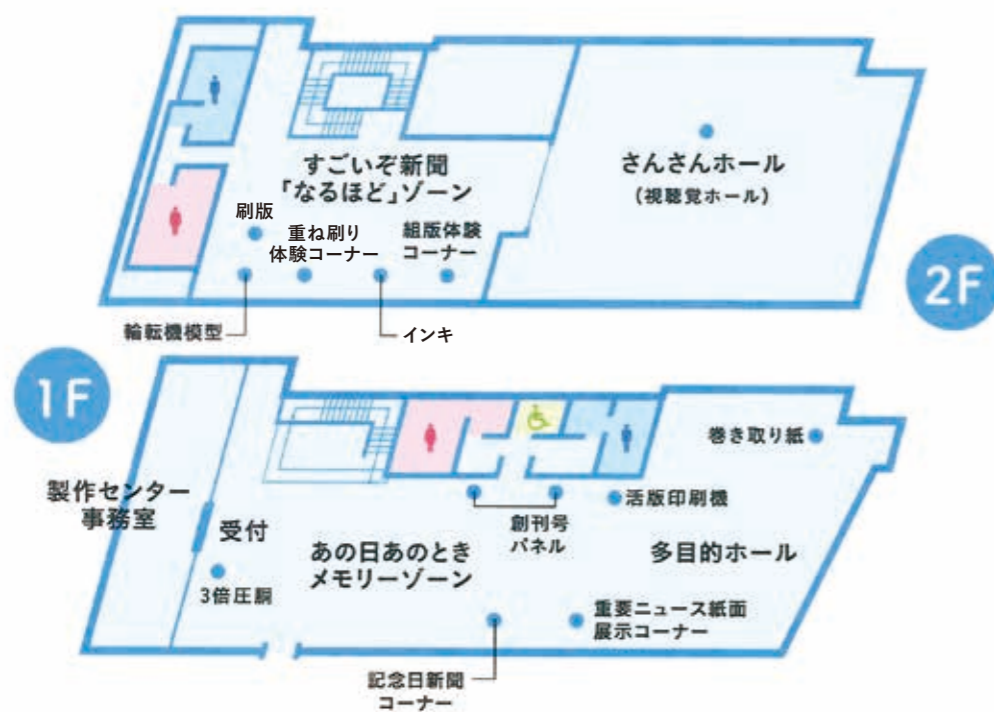 すごいぞ新聞
「なるほど」ゾーン
さんさんホール
(視聴覚ホール)
刷版
重ね刷り
体験コーナー
組版体験
コーナー
輪転機模型
インキ
2F
1F
製作センター
事務室
受付
3倍圧胴
あの日あのとき
メモリーゾーン
創刊号
パネル
巻き取り紙
活版印刷機
多目的ホール
重要ニュース紙面
展示コーナー
記念日新聞
コーナー